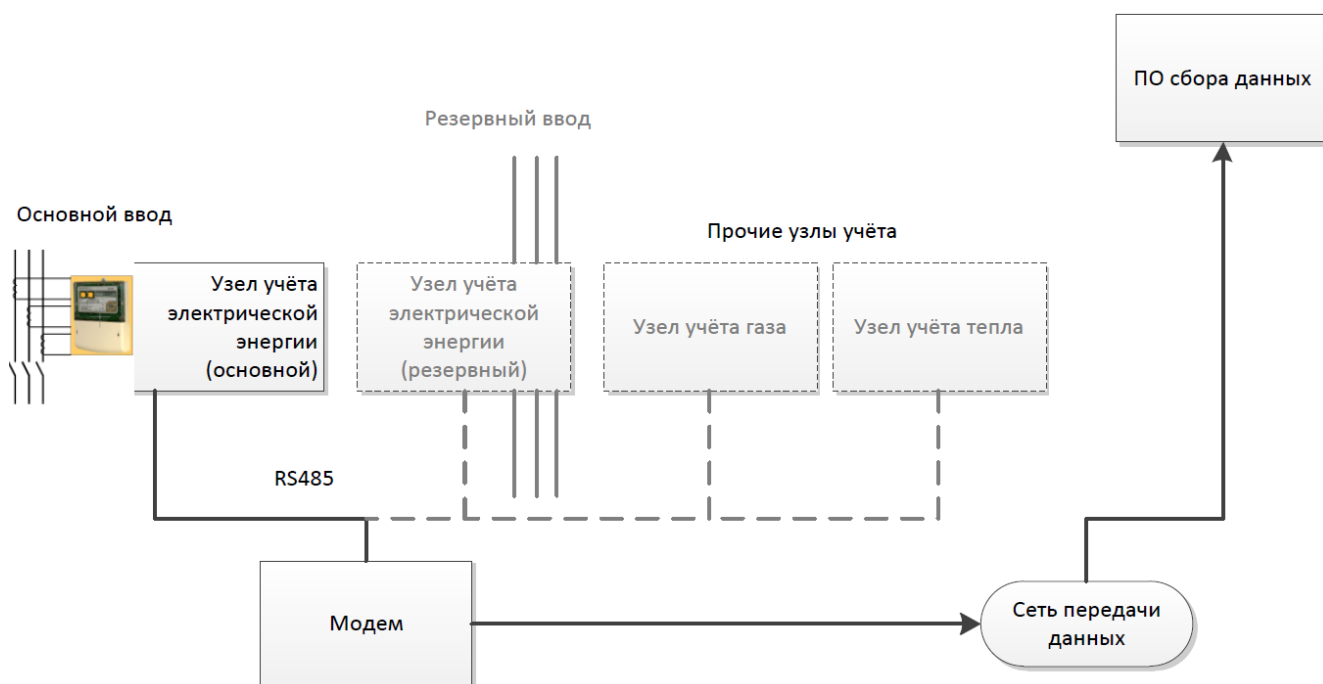 ПО сбора данных
Резервный ввод
Основной ввод
Прочие узлы учёта
Узел учёта
электрической
энергии
(основной)
Узел учёта
электрической
энергии
(резервный)
Узел учёта газа
Узел учёта тепла
RS485
Модем
Сеть передачи
данных